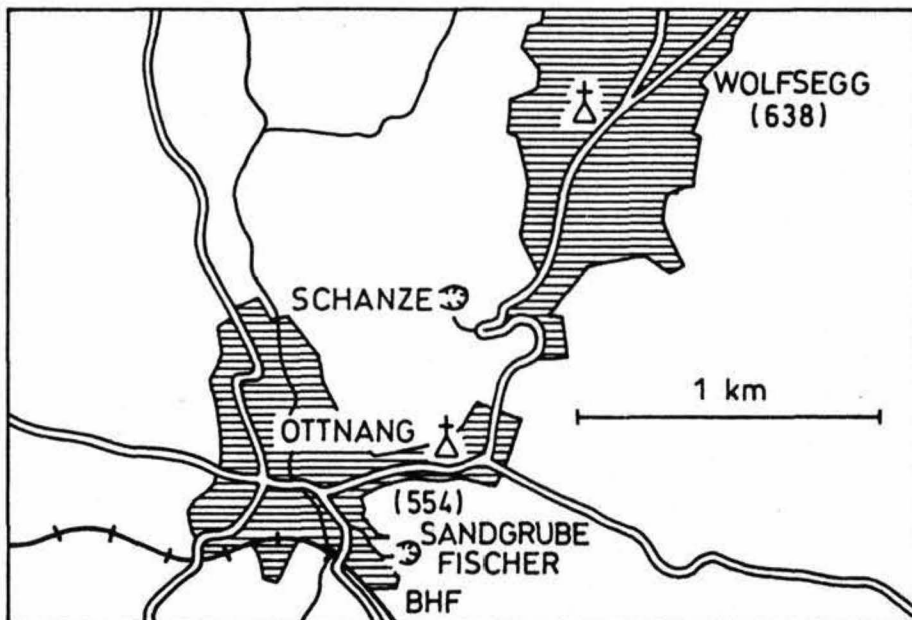 WOLFSEGG
(638)
SCHANZE
1 km
OTTNANG
(554)
SANDGRUBE
FISCHER
BHF